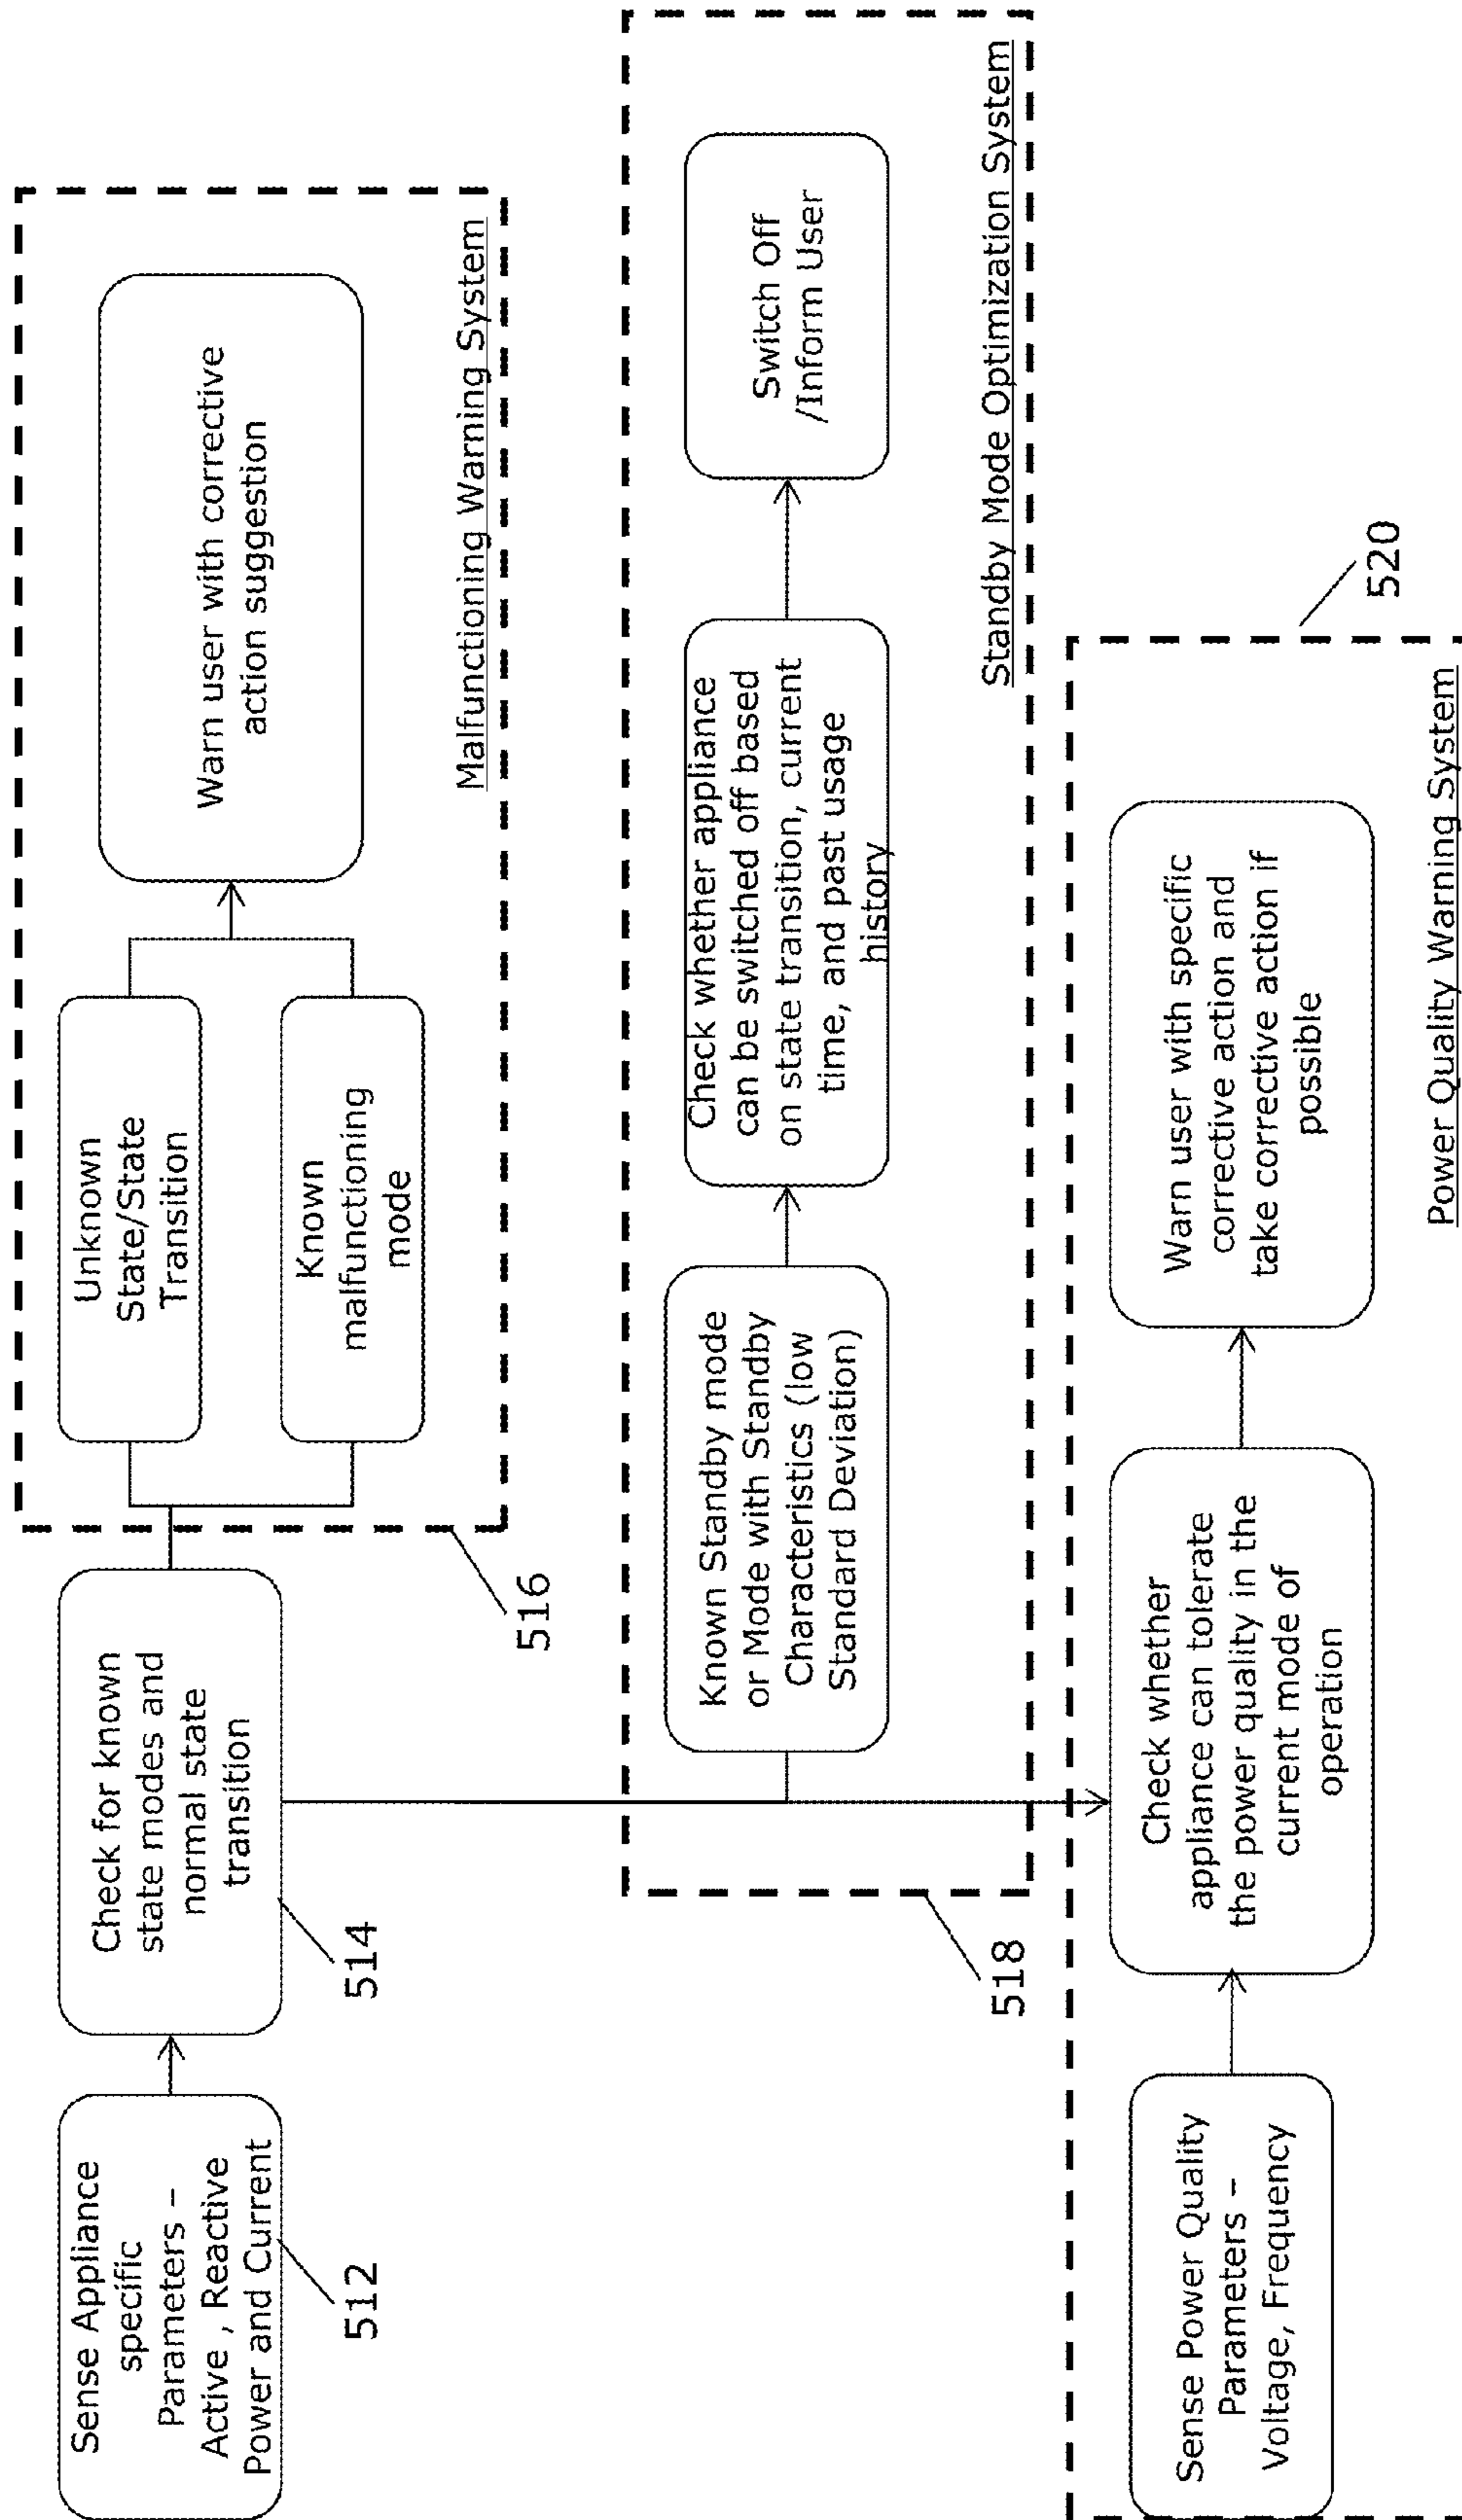 Sense Appliance
specific
Parameters –
Active , Reactive
Power and Current
512
Check for known
state modes and
normal state
transition
514
Unknown
State/State
Transition
Known
malfunctioning
mode
Warn user with corrective
action suggestion
Malfunctioning Warning System
516
Known Standby mode
or Mode with Standby
Characteristics (low
Standard Deviation)
Check whether appliance
can be switched off based
on state transition, current
time, and past usage
history
Switch Off
/Inform User
Standby Mode Optimization System
518
Sense Power Quality
Parameters –
Voltage, Frequency
Check whether
appliance can tolerate
the power quality in the
current mode of
operation
Warn user with specific
corrective action and
take corrective action if
possible
Power Quality Warning System
520